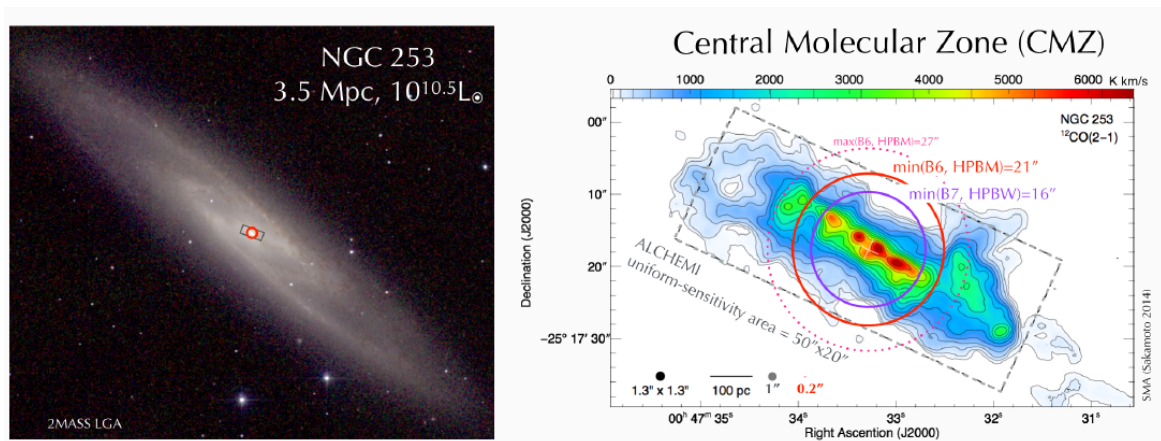 NGC 253
3.5 Mpc, 10^10.5 L⊙
2MASS LGA
Central Molecular Zone (CMZ)
0 1000 2000 3000 4000 5000 6000 K km/s
NGC 253
¹²CO(2–1)
max(B6, HPBM)=27”
min(B6, HPBM)=21”
min(B7, HPBW)=16”
ALCHEMI
uniform-sensitivity area = 50”x20”
00”
10”
20”
-25° 17' 30”
Declination (J2000)
1.3" x 1.3"
100 pc
1”
0.2”
00ʰ 47ᵐ 35ˢ
34ˢ
33ˢ
32ˢ
31ˢ
Right Ascension (J2000)
SMA (Sakamoto 2014)